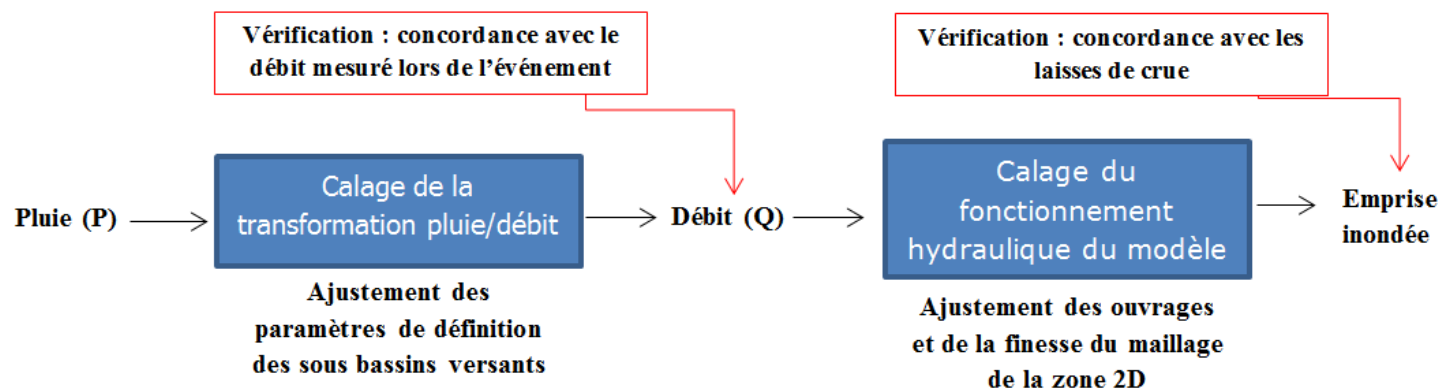 Vérification : concordance avec le
débit mesuré lors de l’événement
Vérification : concordance avec les
laisses de crue
Pluie (P)
Calage de la
transformation pluie/débit
Débit (Q)
Calage du
fonctionnement
hydraulique du modèle
Emprise
inondée
Ajustement des
paramètres de définition
des sous bassins versants
Ajustement des ouvrages
et de la finesse du maillage
de la zone 2D